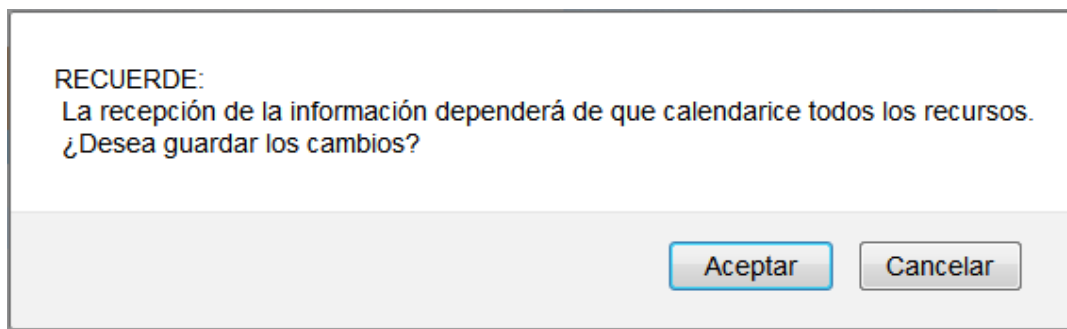 RECUERDE:
La recepción de la información dependerá de que calendarice todos los recursos.
¿Desea guardar los cambios?
Aceptar
Cancelar